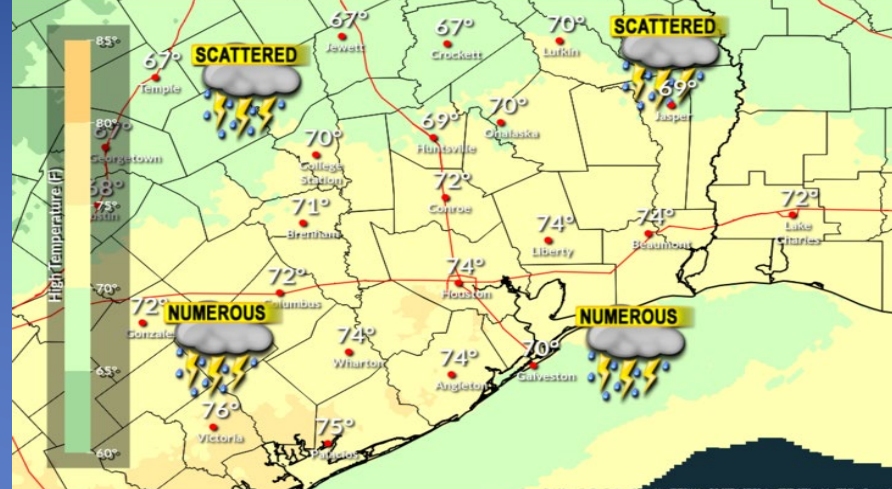 67°
Jewett
67°
Crockett
70°
Lufkin
SCATTERED
SCATTERED
67°
Temple
69°
Jasper
85°
80°
75°
70°
65°
60°
High Temperature (F)
67°
Georgetown
68°
70°
College
Station
69°
Huntsville
70°
Onalaska
72°
Conroe
71°
Brenham
74°
Liberty
74°
Beaumont
72°
Lake
Charles
74°
Houston
72°
Columbus
72°
NUMEROUS
NUMEROUS
74°
Wharton
74°
Angleton
70°
Galveston
76°
Victoria
75°
Palacios